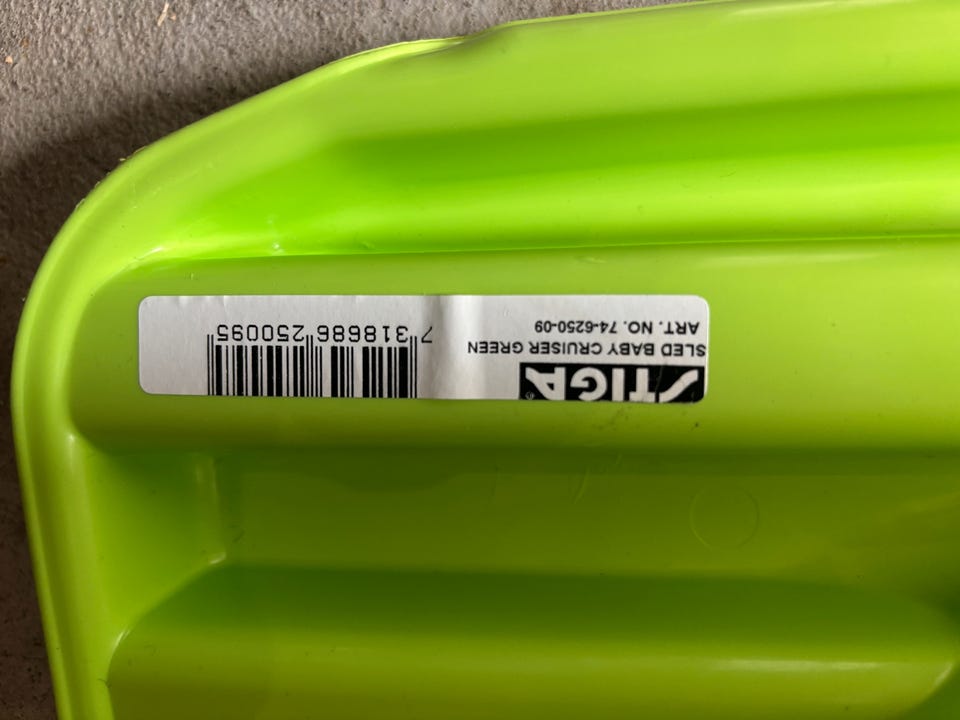 STIGA®
SLED BABY CRUISER GREEN
ART. NO. 74-6250-09
7 318686 250095